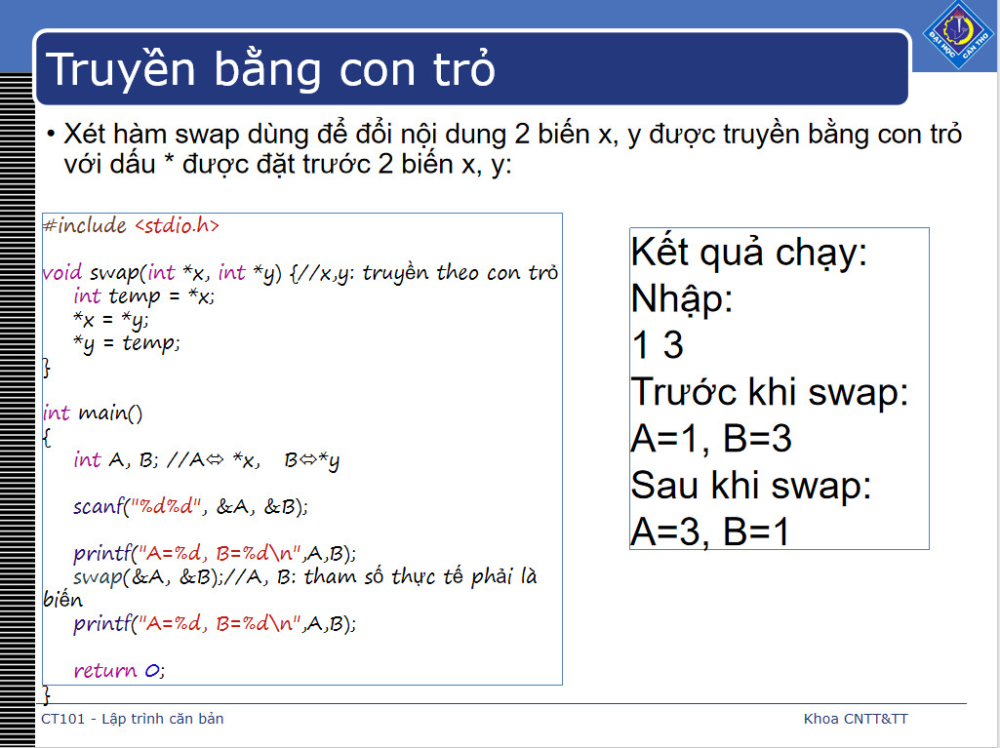 ĐẠI HỌC CẦN THƠ
Truyền bằng con trỏ
• Xét hàm swap dùng để đổi nội dung 2 biến x, y được truyền bằng con trỏ
với dấu * được đặt trước 2 biến x, y:
#include <stdio.h>
void swap(int *x, int *y) {//x,y: truyền theo con trỏ
int temp = *x;
*x = *y;
*y = temp;
}
int main()
{
int A, B; //A⇔ *x, B⇔*y
scanf("%d%d", &A, &B);
printf("A=%d, B=%d\n",A,B);
swap(&A, &B);//A, B: tham số thực tế phải là
biến
printf("A=%d, B=%d\n",A,B);
return 0;
}
Kết quả chạy:
Nhập:
1 3
Trước khi swap:
A=1, B=3
Sau khi swap:
A=3, B=1
CT101 - Lập trình căn bản
Khoa CNTT&TT